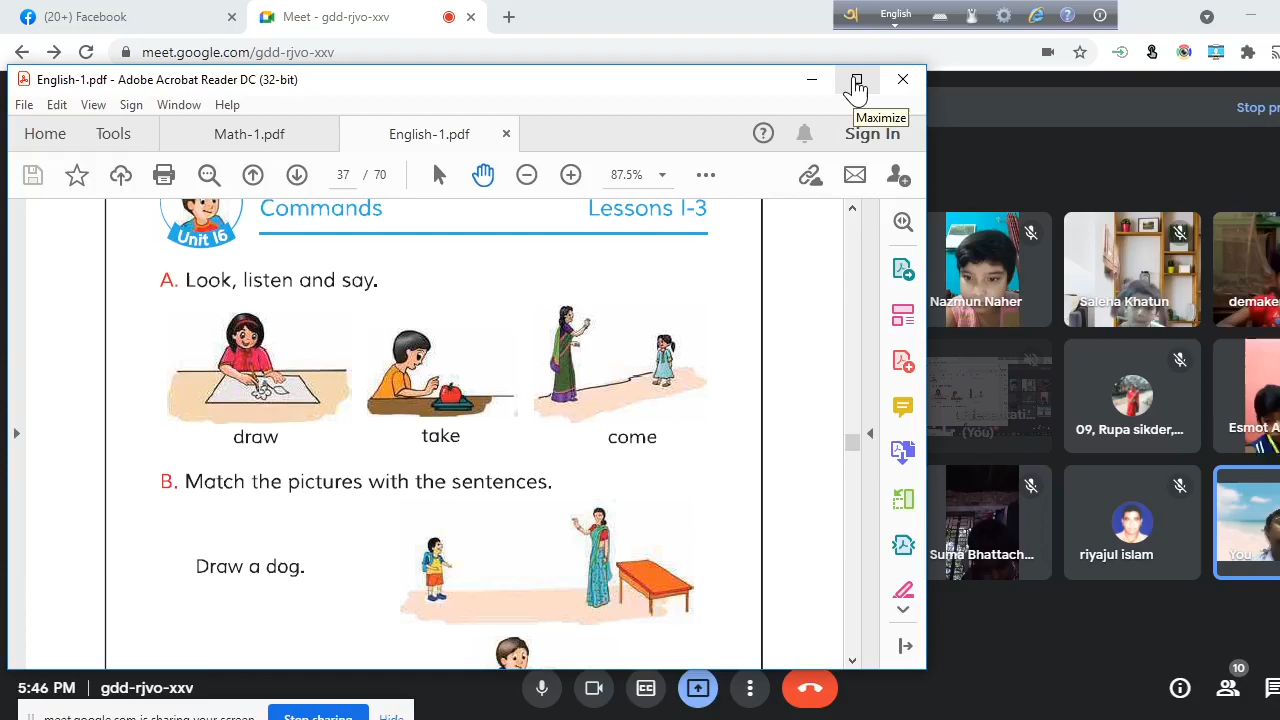 (20+) Facebook
Meet - gdd-rjvo-xxv
English
meet.google.com/gdd-rjvo-xxv
English-1.pdf - Adobe Acrobat Reader DC (32-bit)
File Edit View Sign Window Help
Maximize
Stop pr
Home Tools Math-1.pdf English-1.pdf Sign In
37 / 70 87.5%
Commands Lessons 1-3
Unit 16
A. Look, listen and say.
draw take come
B. Match the pictures with the sentences.
Draw a dog.
Nazmun Naher
Saleha Khatun
demake
(You)
09, Rupa sikder,...
Esmot A
Suma Bhattach...
riyajul islam
You
5:46 PM | gdd-rjvo-xxv
10
meet.google.com is sharing your screen.
Stop sharing
Hide